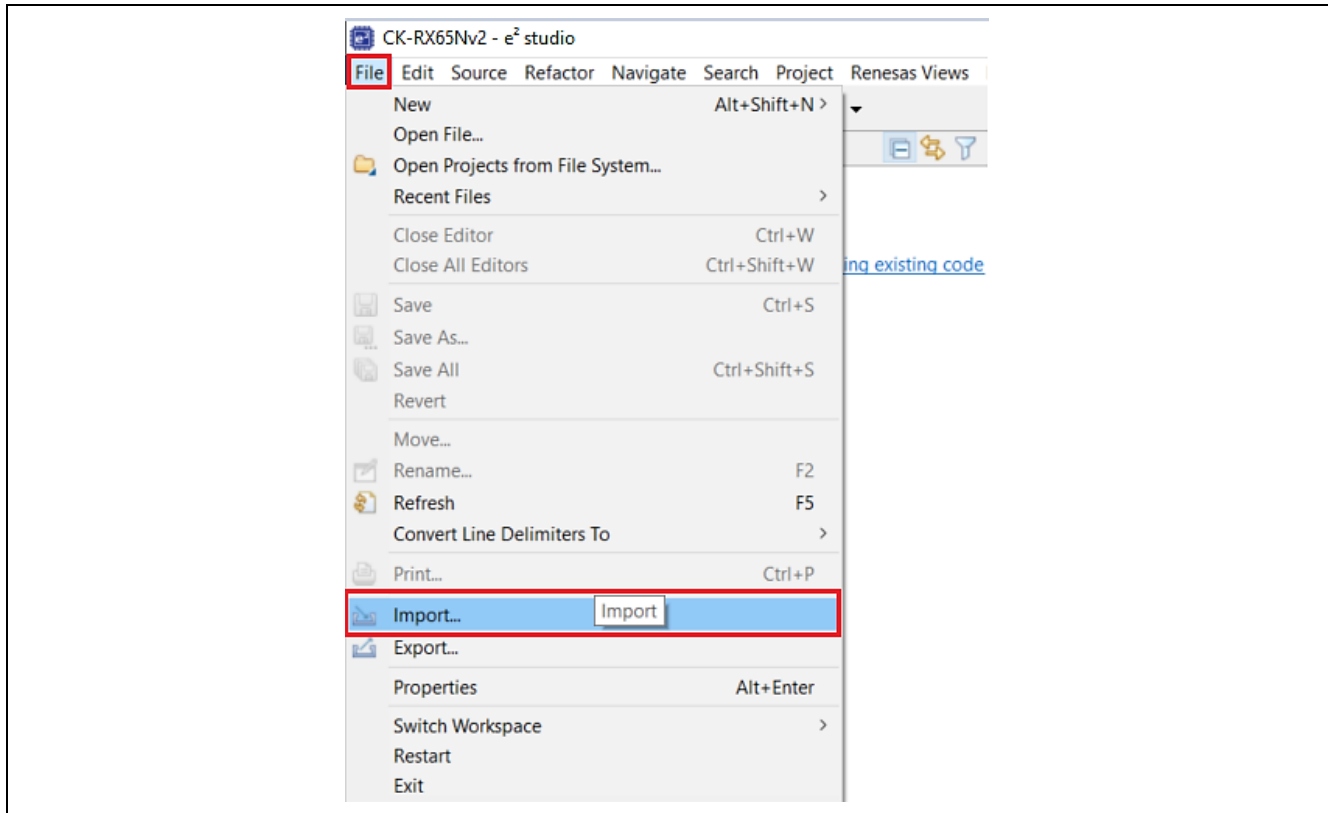 CK-RX65Nv2 - e² studio
File Edit Source Refactor Navigate Search Project Renesas Views
New Alt+Shift+N >
Open File...
Open Projects from File System...
Recent Files >
Close Editor Ctrl+W
Close All Editors Ctrl+Shift+W
ing existing code
Save Ctrl+S
Save As...
Save All Ctrl+Shift+S
Revert
Move...
Rename... F2
Refresh F5
Convert Line Delimiters To >
Print... Ctrl+P
Import... Import
Export...
Properties Alt+Enter
Switch Workspace >
Restart
Exit